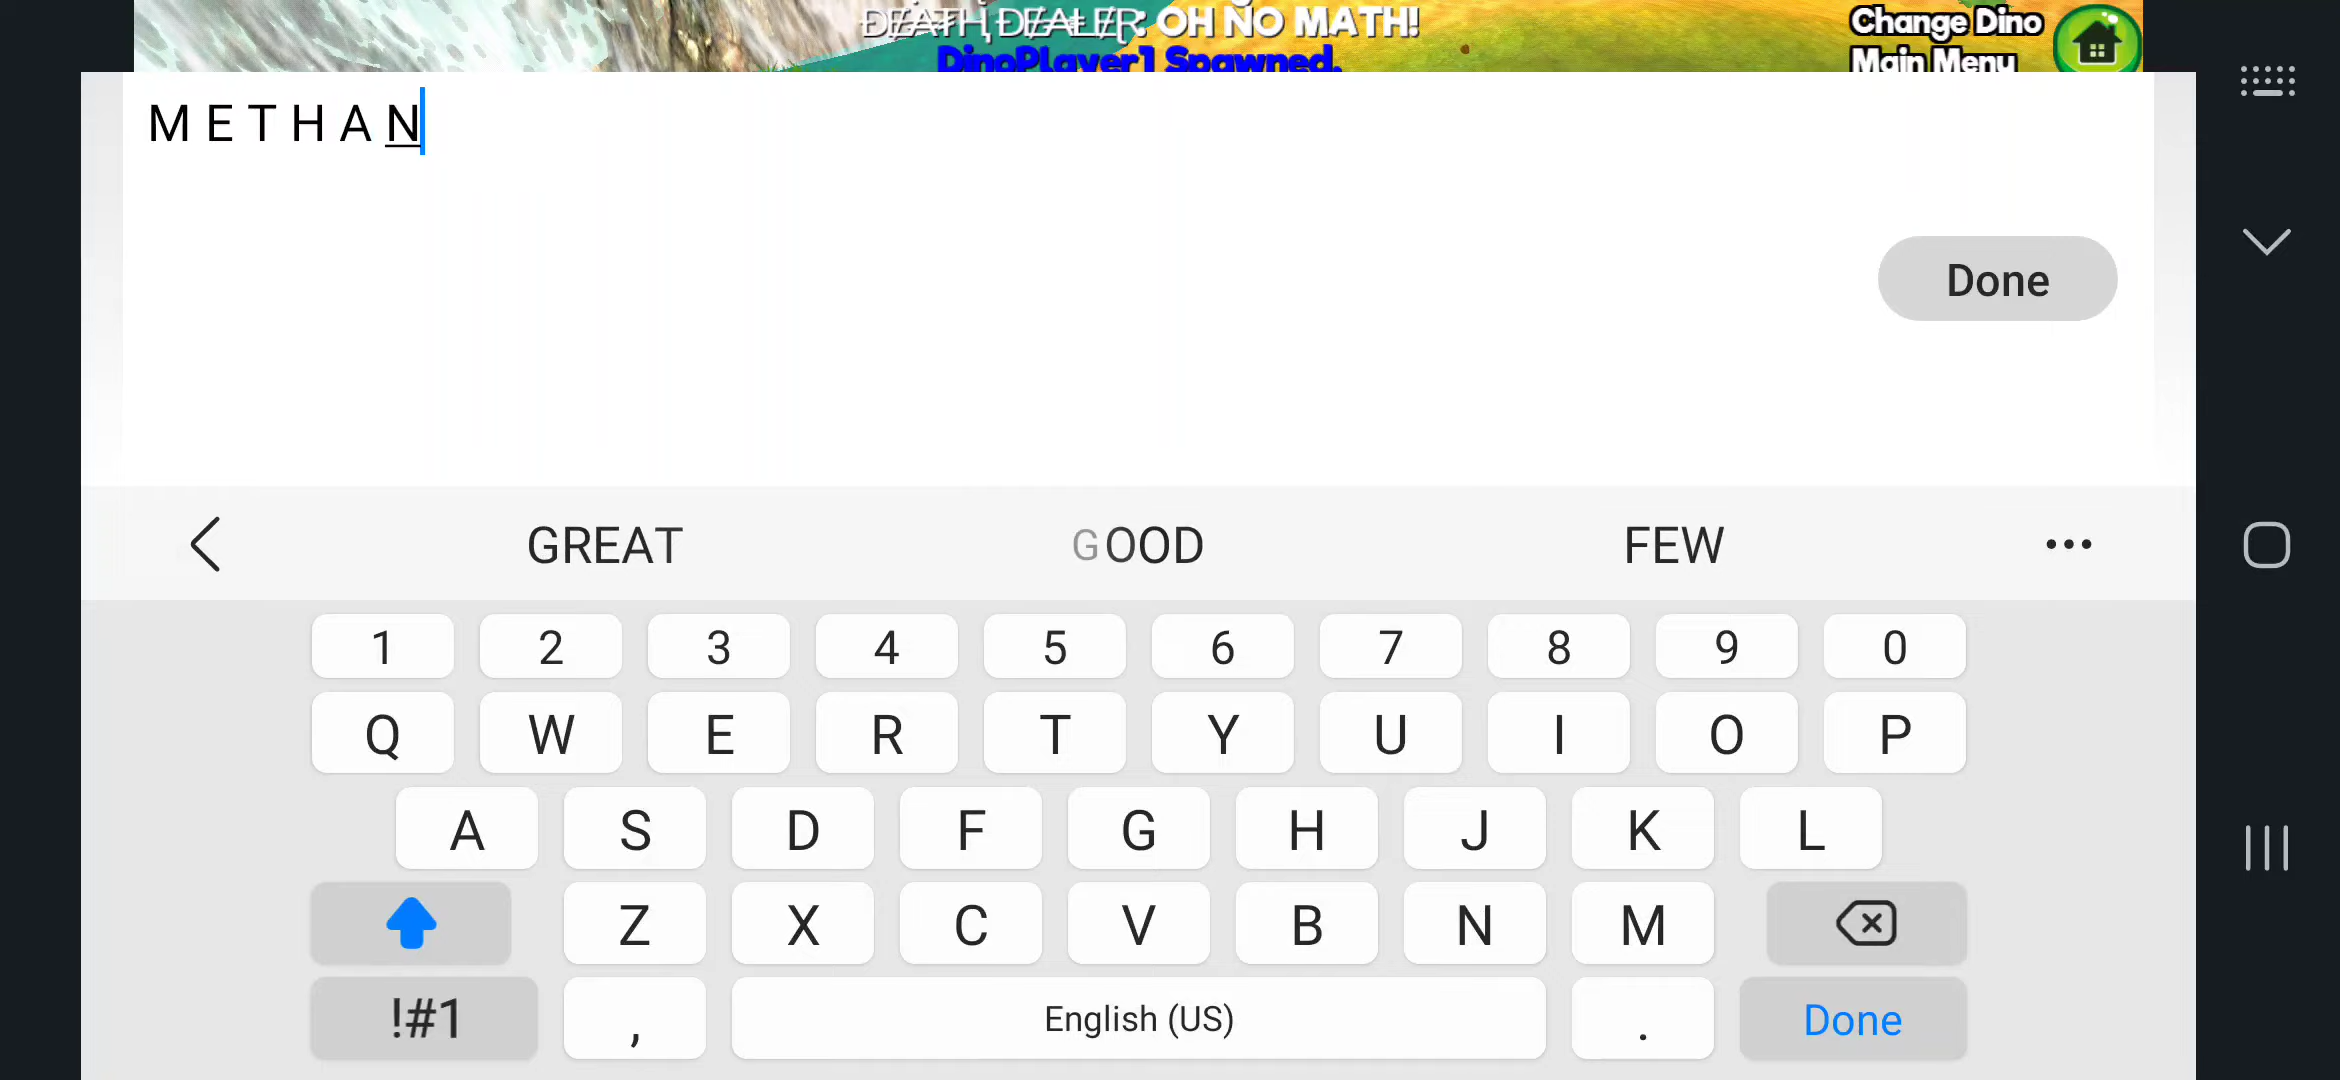 DEATH DEALER: OH NO MATH!
DinoPlayer1 Spawned.
Change Dino
Main Menu
M E T H A N
Done
GREAT GOOD FEW
1 2 3 4 5 6 7 8 9 0
Q W E R T Y U I O P
A S D F G H J K L
Z X C V B N M
!#1 , English (US) . Done